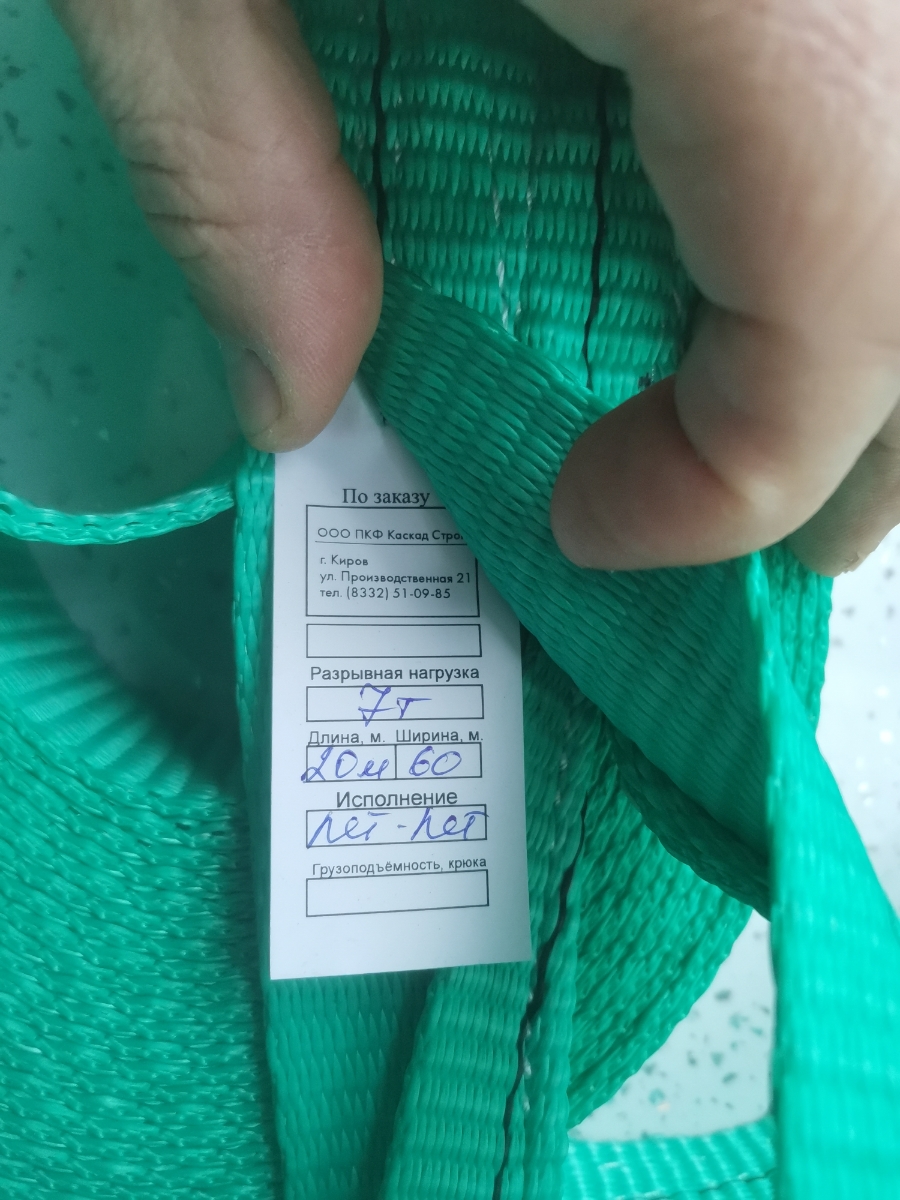 По заказу
ООО ПКФ Каскад
г. Киров
ул. Производственная 21
тел. (8332) 51-09-85
Разрывная нагрузка
7т
Длина, м. Ширина, м.
20м 60
Исполнение
пет - пет
Грузоподъёмность, крюка